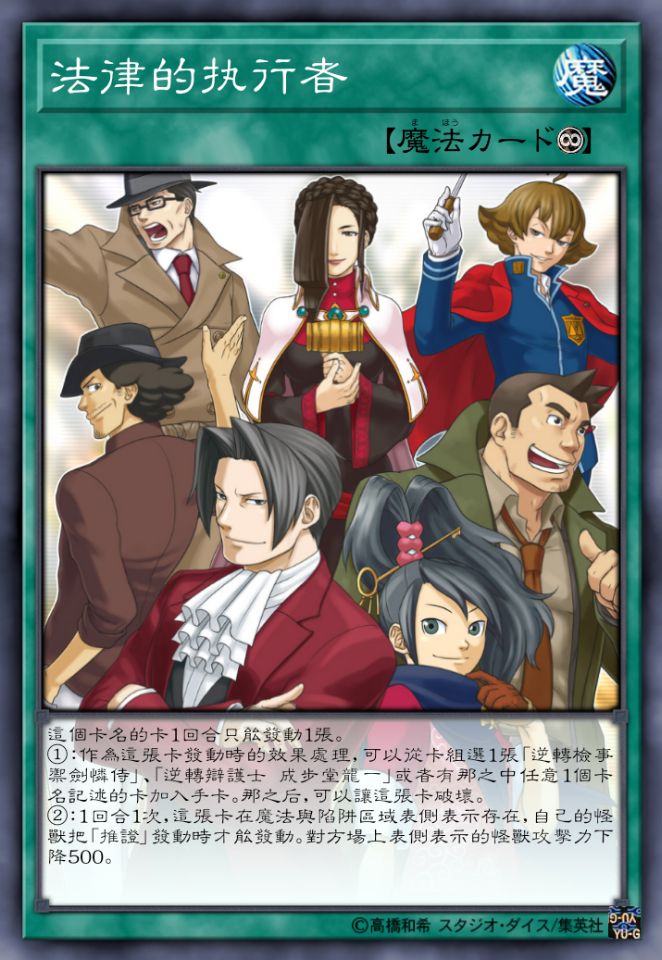 法律的执行者
魔
ま ほう
【魔法カード♾】
這個卡名的卡1回合只能發動1張。
①:作為這張卡發動時的效果處理,可以從卡組選1張「逆轉檢事
禦劍憐侍」、「逆轉辯護士 成步堂龍一」或者有那之中任意1個卡
名記述的卡加入手卡。那之后,可以讓這張卡破壞。
②:1回合1次,這張卡在魔法與陷阱區域表側表示存在,自己的怪
獸把「推證」發動時才能發動。對方場上表側表示的怪獸攻擊力下
降500。
©高橋和希 スタジオ・ダイス/集英社